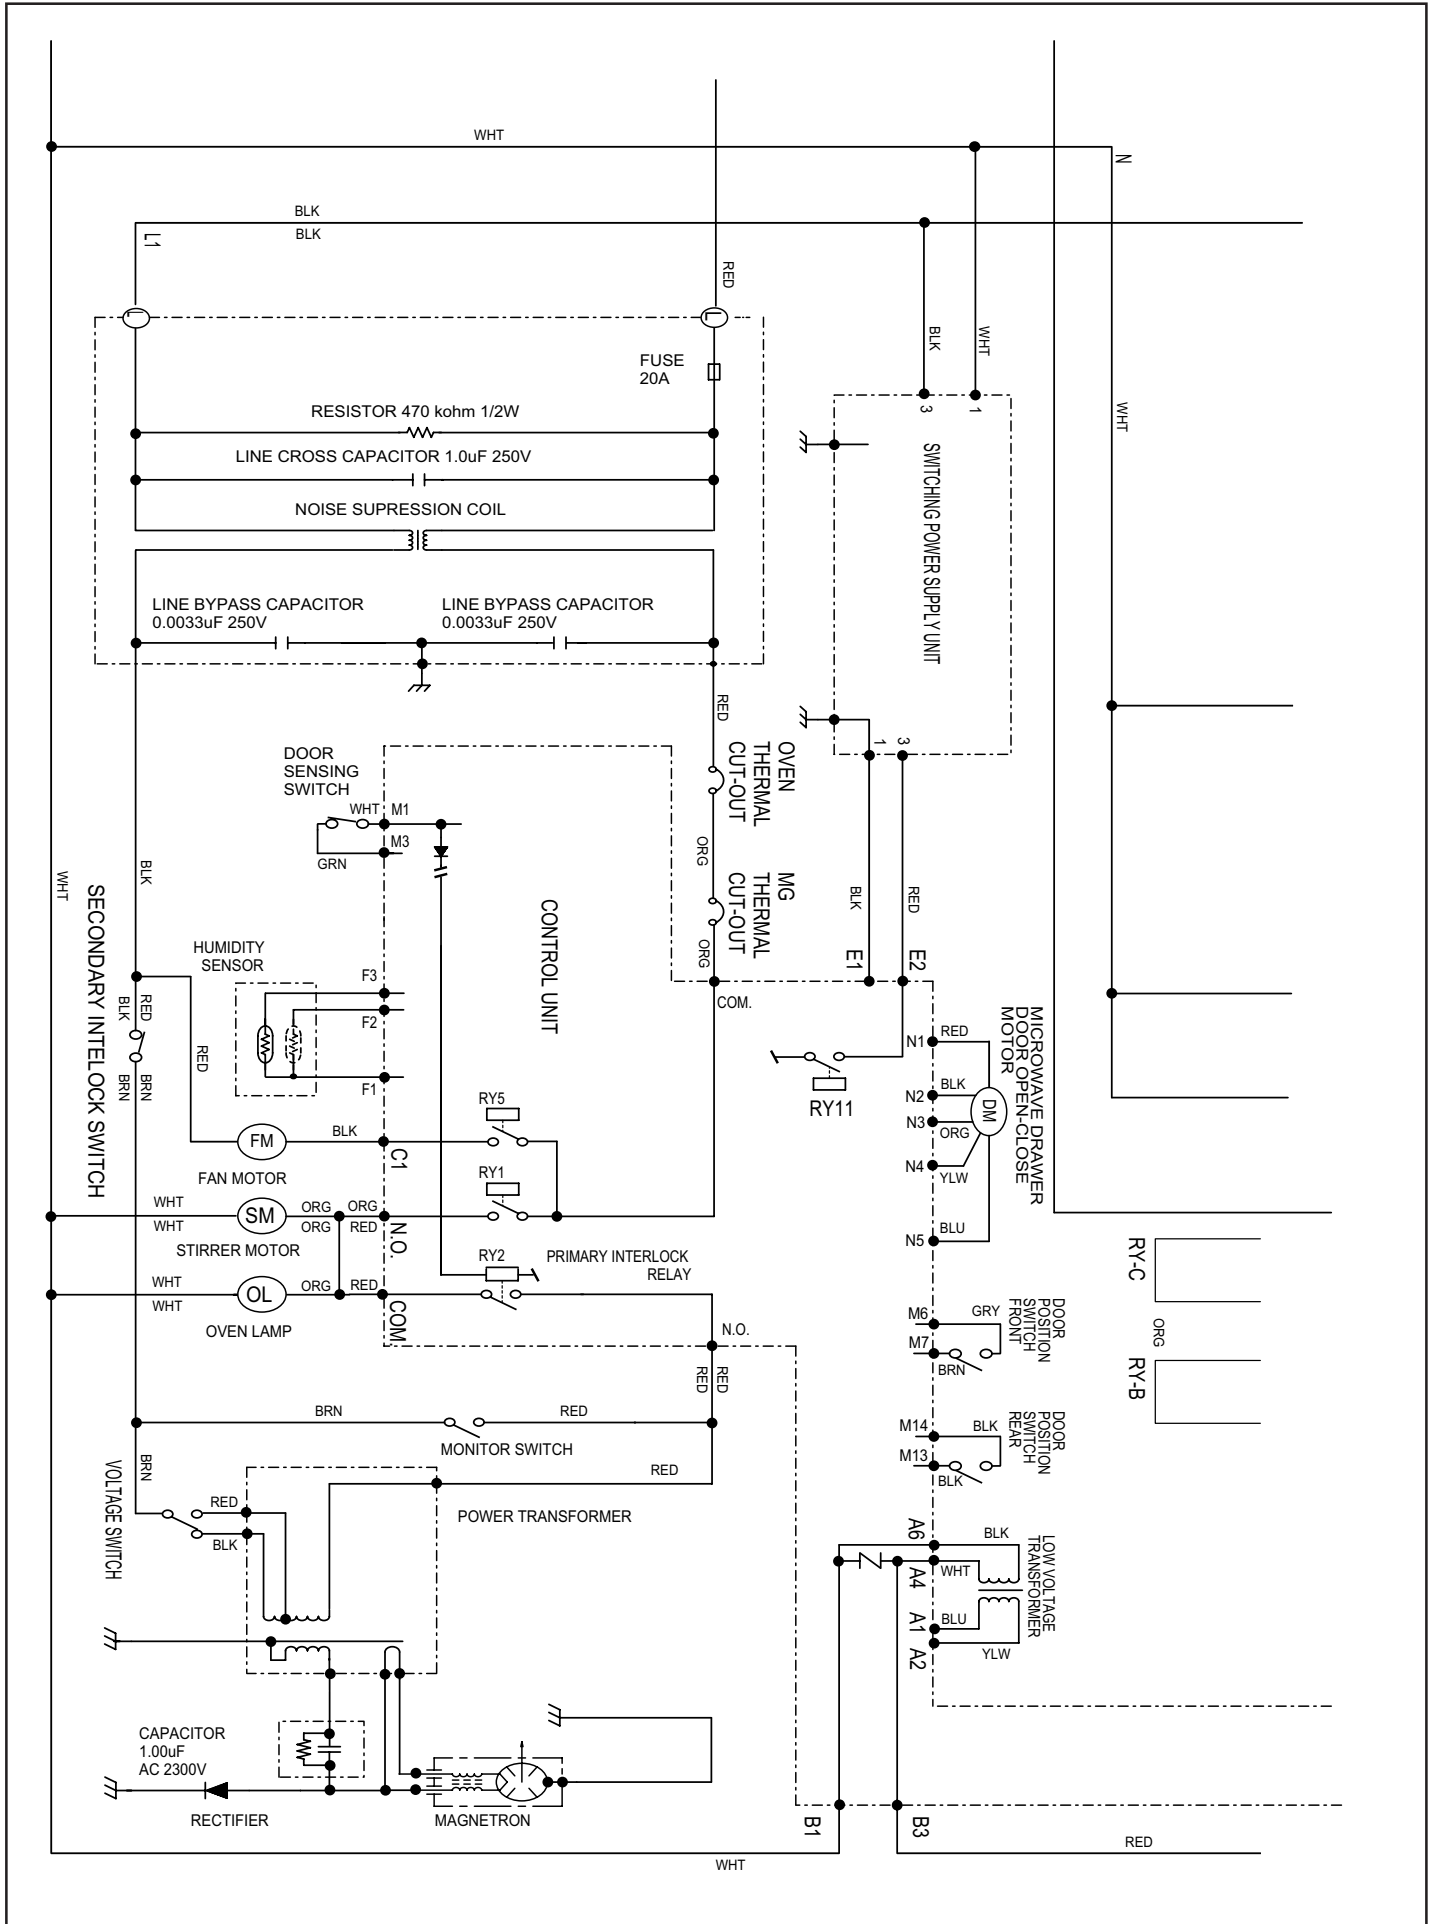 WHT
N
BLK
BLK
L1
RED
L
L
FUSE
20A
BLK
WHT
3
1
WHT
RESISTOR 470 kohm 1/2W
LINE CROSS CAPACITOR 1.0uF 250V
NOISE SUPRESSION COIL
SWITCHING POWER SUPPLY UNIT
LINE BYPASS CAPACITOR
0.0033uF 250V
LINE BYPASS CAPACITOR
0.0033uF 250V
RED
1
3
DOOR
SENSING
SWITCH
OVEN
THERMAL
CUT-OUT
WHT
M1
M3
GRN
ORG
BLK
WHT
MG
THERMAL
CUT-OUT
BLK
RED
SECONDARY INTELOCK SWITCH
CONTROL UNIT
HUMIDITY
SENSOR
ORG
E1
E2
F3
COM.
RED
BLK
F2
RED
BRN
BRN
F1
MICROWAVE DRAWER
DOOR OPEN-CLOSE
MOTOR
N1
RED
N2
BLK
DM
N3
ORG
N4
YLW
N5
BLU
RY11
RY5
FM
BLK
C1
FAN MOTOR
RY1
WHT
WHT
SM
ORG
ORG
ORG
RED
N.O.
STIRRER MOTOR
RY2
PRIMARY INTERLOCK
RELAY
RY-C
WHT
WHT
OL
ORG
RED
COM
OVEN LAMP
N.O.
M6
GRY
M7
BRN
DOOR
POSITION
SWITCH
FRONT
ORG
RY-B
RED
RED
BRN
RED
MONITOR SWITCH
M14
BLK
M13
BLK
DOOR
POSITION
SWITCH
REAR
BRN
RED
VOLTAGE SWITCH
RED
BLK
POWER TRANSFORMER
A6
BLK
A4
WHT
A1
BLU
A2
YLW
LOW VOLTAGE
TRANSFORMER
CAPACITOR
1.00uF
AC 2300V
RECTIFIER
MAGNETRON
B1
B3
RED
WHT